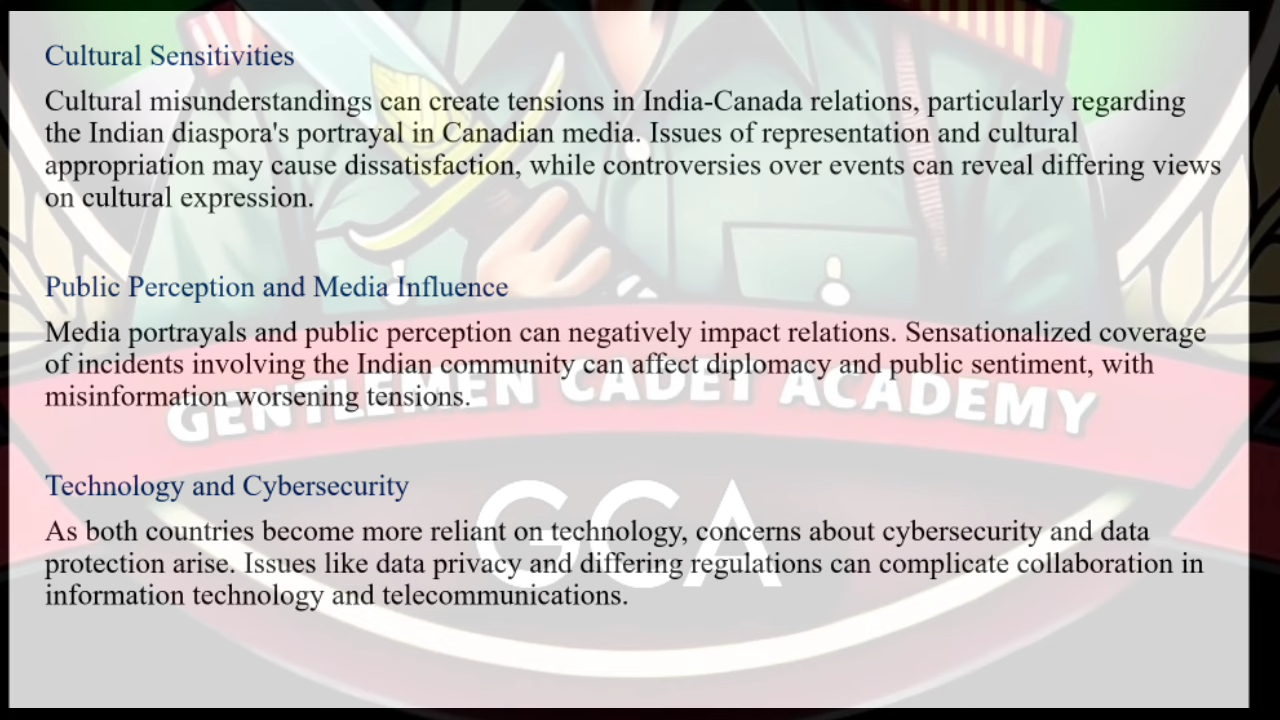 Cultural Sensitivities
Cultural misunderstandings can create tensions in India-Canada relations, particularly regarding
the Indian diaspora's portrayal in Canadian media. Issues of representation and cultural
appropriation may cause dissatisfaction, while controversies over events can reveal differing views
on cultural expression.
Public Perception and Media Influence
Media portrayals and public perception can negatively impact relations. Sensationalized coverage
of incidents involving the Indian community can affect diplomacy and public sentiment, with
misinformation worsening tensions.
GENTLEMEN CADET ACADEMY
Technology and Cybersecurity
GCA
As both countries become more reliant on technology, concerns about cybersecurity and data
protection arise. Issues like data privacy and differing regulations can complicate collaboration in
information technology and telecommunications.